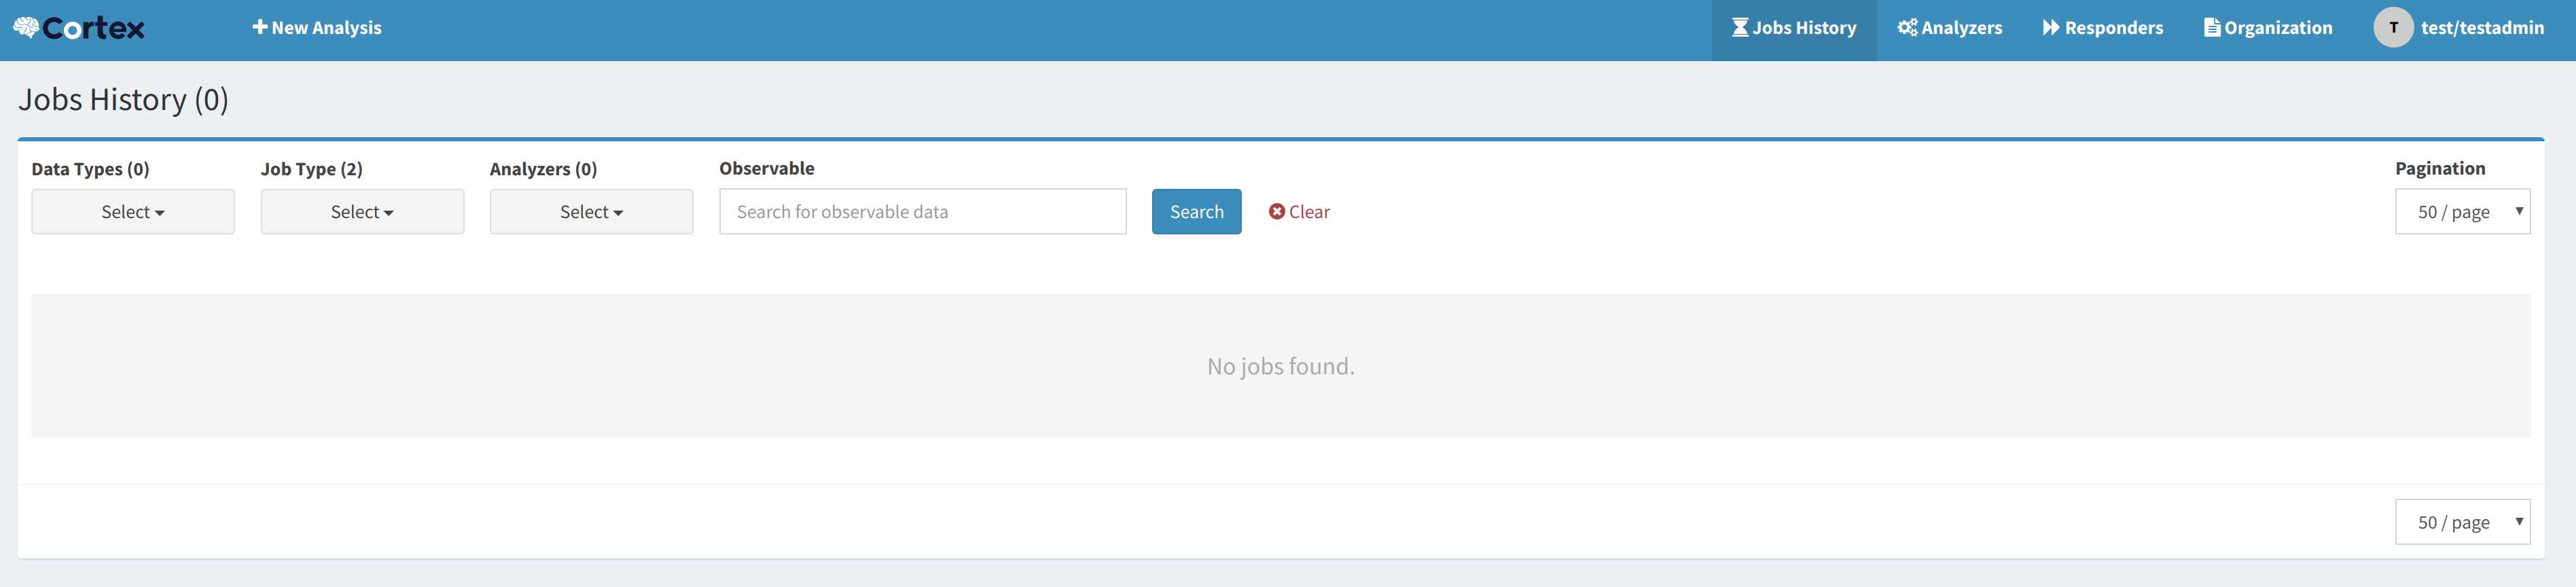 Cortex
New Analysis
Jobs History
Analyzers
Responders
Organization
T
test/testadmin
Jobs History (0)
Data Types (0)
Job Type (2)
Analyzers (0)
Observable
Pagination
Select
Select
Select
Search for observable data
Search
Clear
50 / page
No jobs found.
50 / page